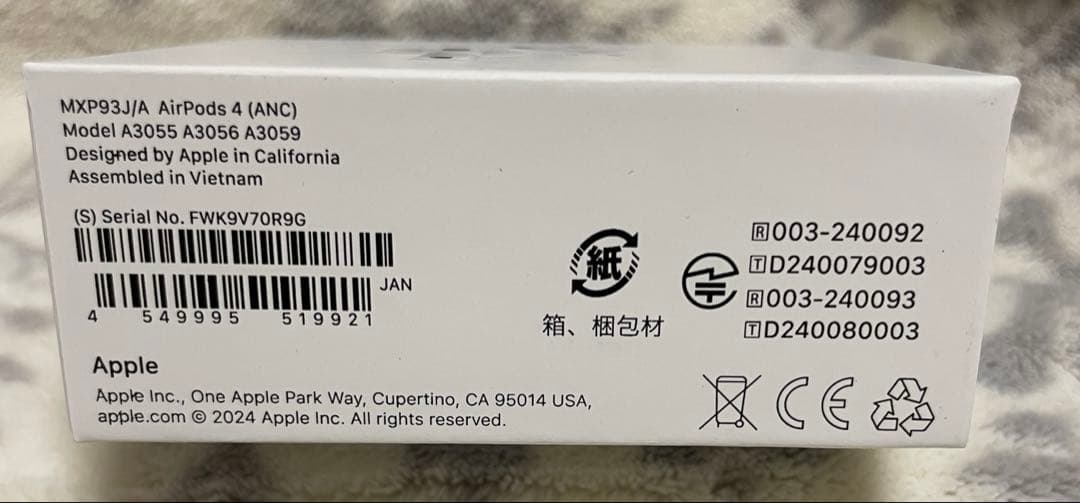 MXP93J/A AirPods 4 (ANC)
Model A3055 A3056 A3059
Designed by Apple in California
Assembled in Vietnam
(S) Serial No. FWK9V70R9G
JAN
4 549995 519921
紙
箱、梱包材
R003-240092
TD240079003
R003-240093
TD240080003
Apple
Apple Inc., One Apple Park Way, Cupertino, CA 95014 USA,
apple.com © 2024 Apple Inc. All rights reserved.
CE